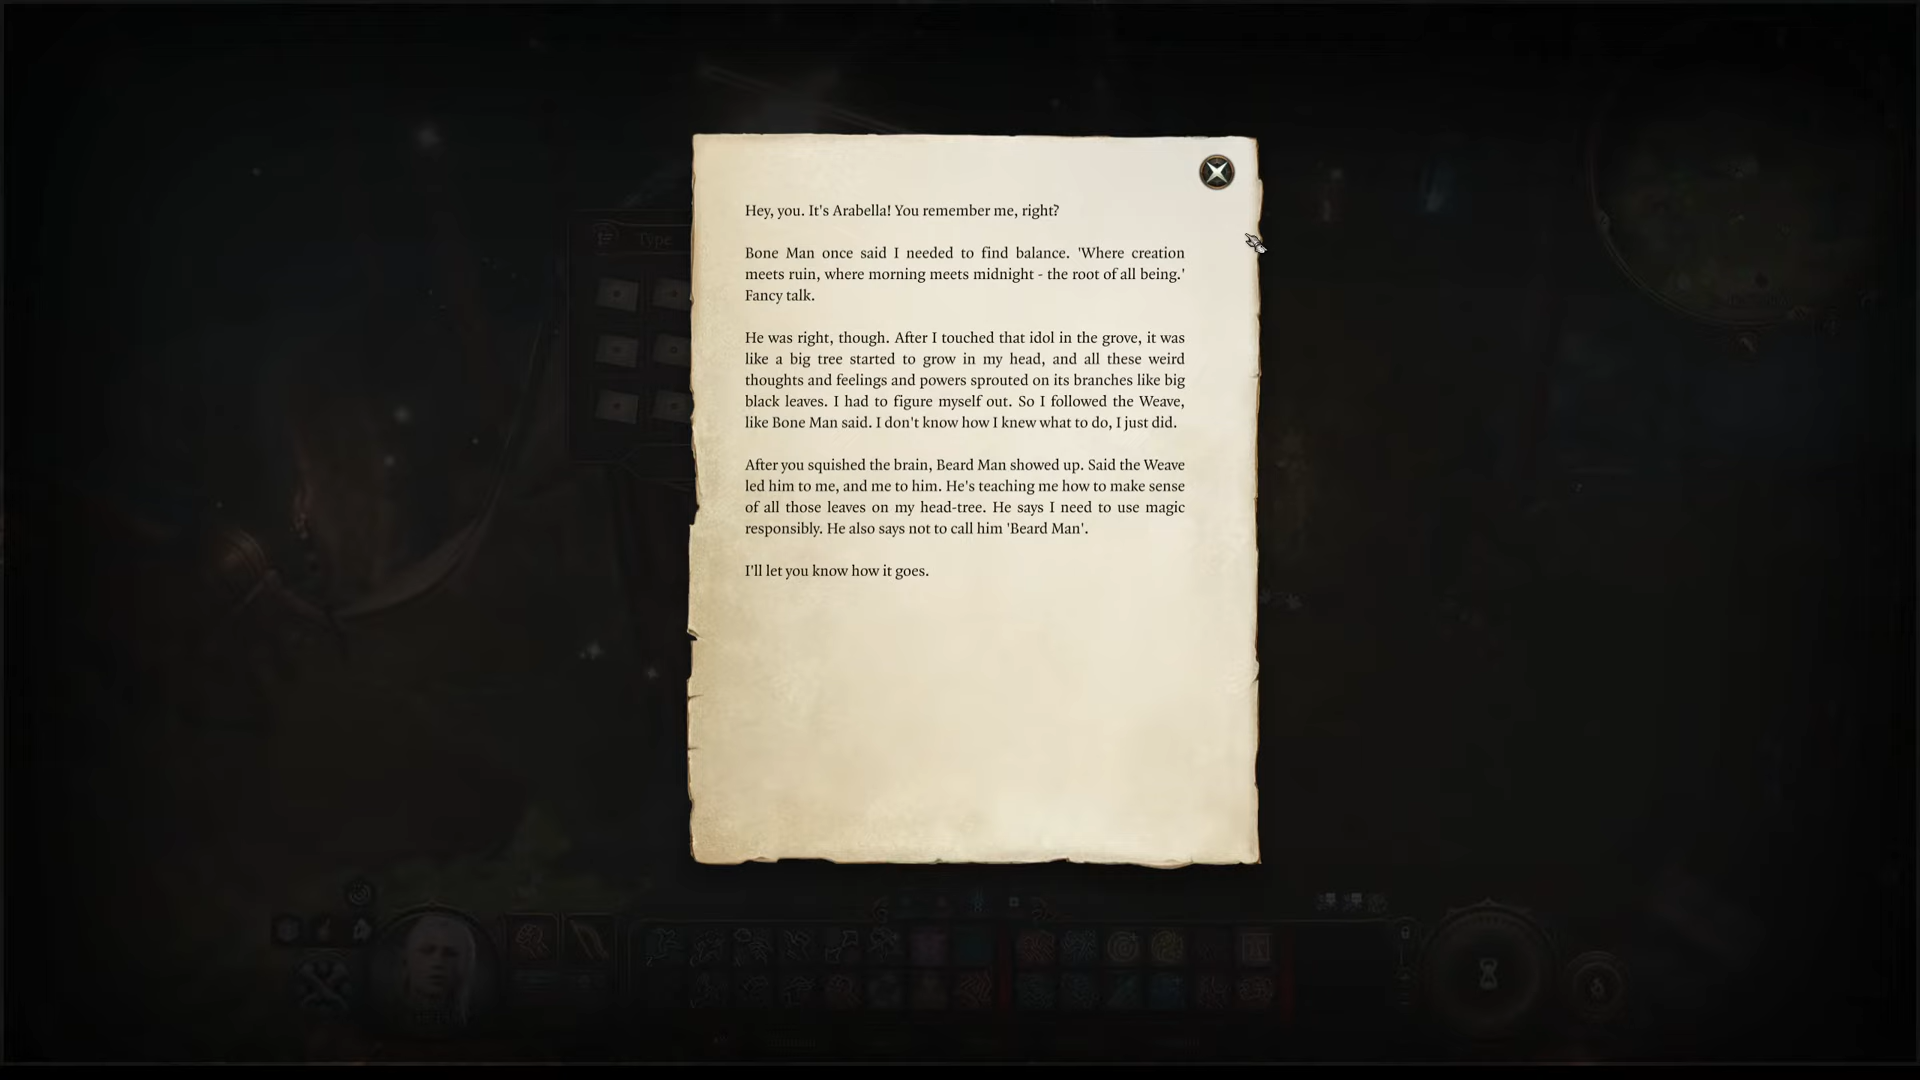 Type
Hey, you. It's Arabella! You remember me, right?
Bone Man once said I needed to find balance. 'Where creation
meets ruin, where morning meets midnight - the root of all being.'
Fancy talk.
He was right, though. After I touched that idol in the grove, it was
like a big tree started to grow in my head, and all these weird
thoughts and feelings and powers sprouted on its branches like big
black leaves. I had to figure myself out. So I followed the Weave,
like Bone Man said. I don't know how I knew what to do, I just did.
After you squished the brain, Beard Man showed up. Said the Weave
led him to me, and me to him. He's teaching me how to make sense
of all those leaves on my head-tree. He says I need to use magic
responsibly. He also says not to call him 'Beard Man'.
I'll let you know how it goes.